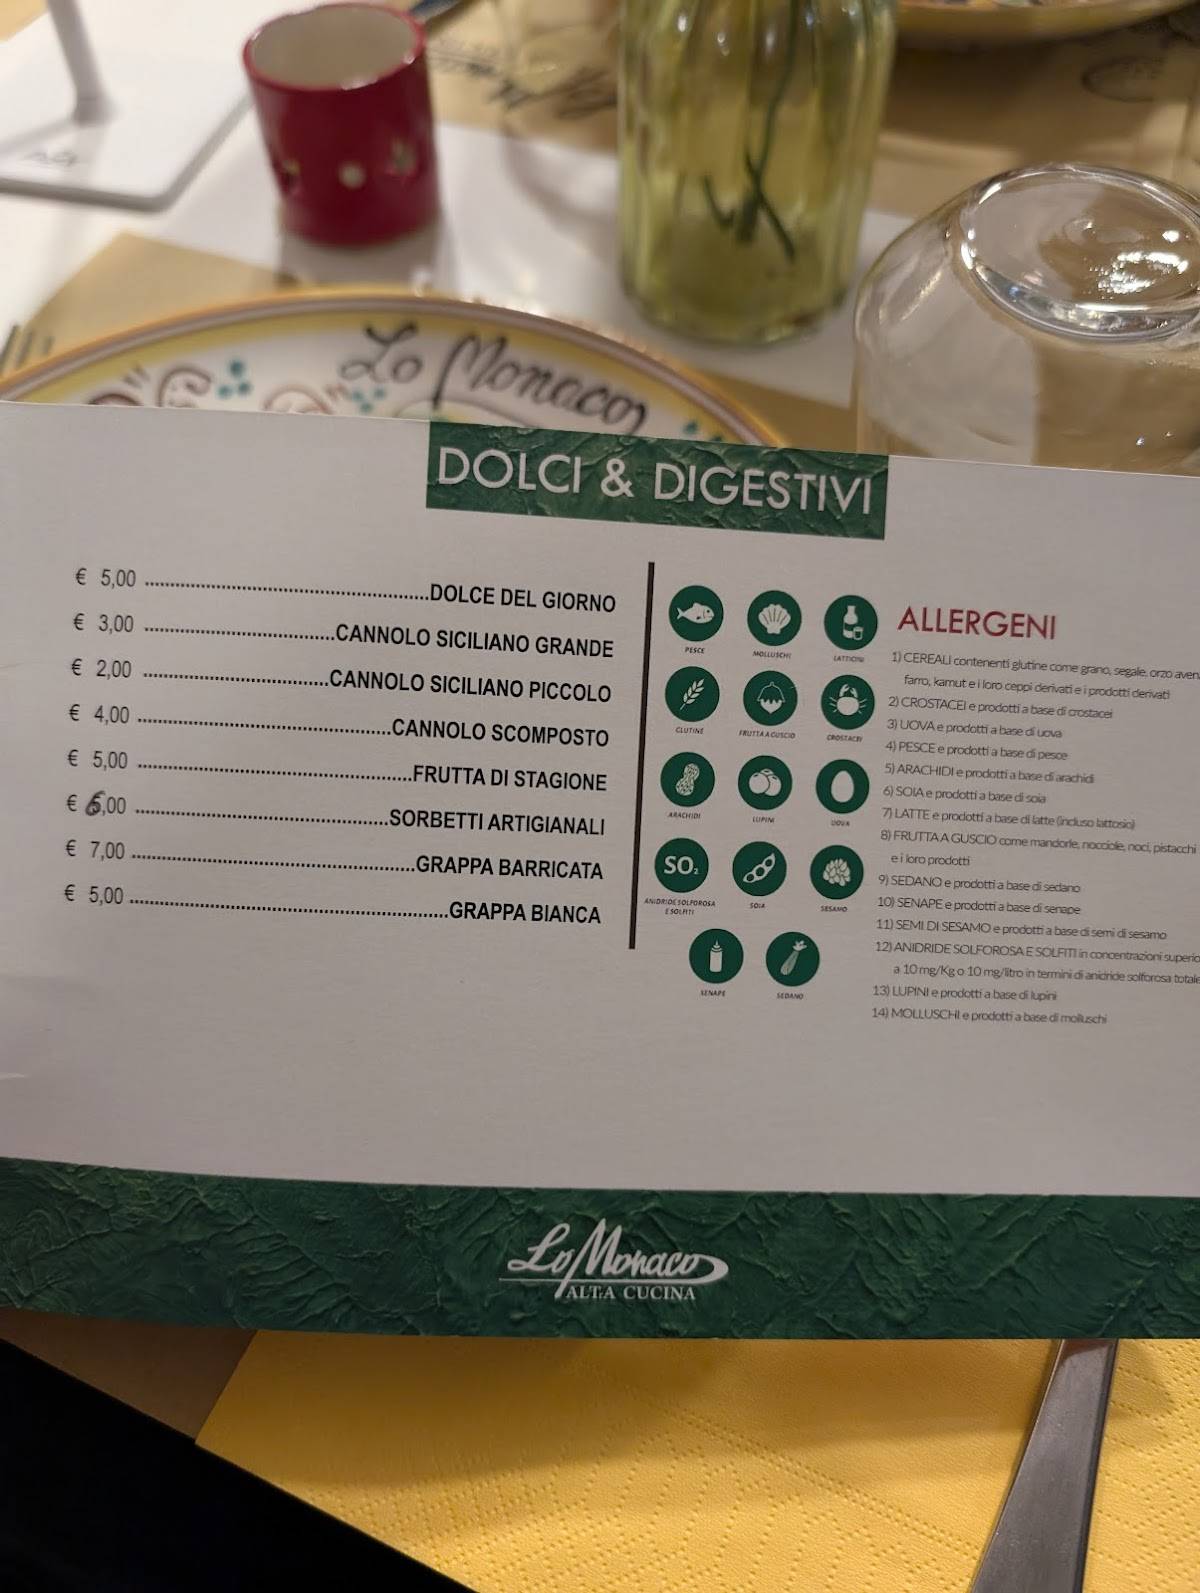 Lo Monaco
DOLCI & DIGESTIVI
€ 5,00 ........................................................DOLCE DEL GIORNO
€ 3,00 ......................................CANNOLO SICILIANO GRANDE
€ 2,00 .....................................CANNOLO SICILIANO PICCOLO
€ 4,00 ..................................................CANNOLO SCOMPOSTO
€ 5,00 ......................................................FRUTTA DI STAGIONE
€ 6,00 ..................................................SORBETTI ARTIGIANALI
€ 7,00 ........................................................GRAPPA BARRICATA
€ 5,00 ...............................................................GRAPPA BIANCA
PESCE
MOLLUSCHI
LATTICINI
GLUTINE
FRUTTA A GUSCIO
CROSTACEI
ARACHIDI
LUPINI
UOVA
SO2
ANIDRIDE SOLFOROSA
E SOLFITI
SOIA
SESAMO
SENAPE
SEDANO
ALLERGENI
1) CEREALI contenenti glutine come grano, segale, orzo aven
farro, kamut e i loro ceppi derivati e i prodotti derivati
2) CROSTACEI e prodotti a base di crostacei
3) UOVA e prodotti a base di uova
4) PESCE e prodotti a base di pesce
5) ARACHIDI e prodotti a base di arachidi
6) SOIA e prodotti a base di soia
7) LATTE e prodotti a base di latte (incluso lattosio)
8) FRUTTA A GUSCIO come mandorle, nocciole, noci, pistacchi
e i loro prodotti
9) SEDANO e prodotti a base di sedano
10) SENAPE e prodotti a base di senape
11) SEMI DI SESAMO e prodotti a base di semi di sesamo
12) ANIDRIDE SOLFOROSA E SOLFITI in concentrazioni superio
a 10 mg/Kg o 10 mg/litro in termini di anidride solforosa totale
13) LUPINI e prodotti a base di lupini
14) MOLLUSCHI e prodotti a base di molluschi
Lo Monaco
ALTA CUCINA